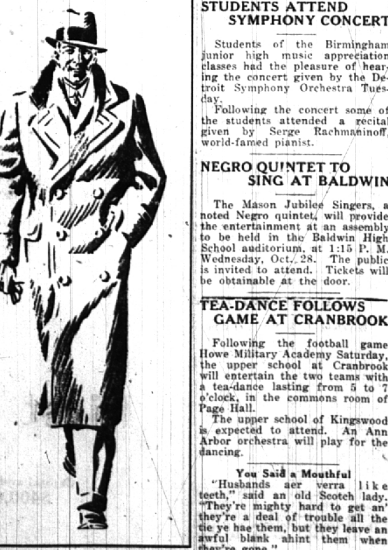 STUDENTS ATTEND
SYMPHONY CONCERT
Students of the Birmingham
junior high music appreciation
classes had the pleasure of hear-
ing the concert given by the De-
troit Symphony Orchestra Tues-
day.
Following the concert some of
the students attended a recital
given by Serge Rachmaninoff,
world-famed pianist.
NEGRO QUINTET TO
SING AT BALDWIN
The Mason Jubilee Singers, a
noted Negro quintet, will provide
the entertainment at an assembly
to be held in the Baldwin High
School auditorium, at 1:15 P. M.
Wednesday, Oct. 28. The public
is invited to attend. Tickets will
be obtainable at the door.
TEA-DANCE FOLLOWS
GAME AT CRANBROOK
Following the football game
Howe Military Academy Saturday,
the upper school at Cranbrook
will entertain the two teams with
a tea-dance lasting from 5 to 7
o'clock, in the commons room of
Page Hall.
The upper school of Kingswood
is expected to attend. An Ann
Arbor orchestra will play for the
dancing.
You Said a Mouthful
"Husbands aer verra like
teeth," said an old Scotch lady.
"They're mighty hard to get an'
they're a deal of trouble all the
tie ye hae them, but they leave an
awful blank ahint them when
they're gone."